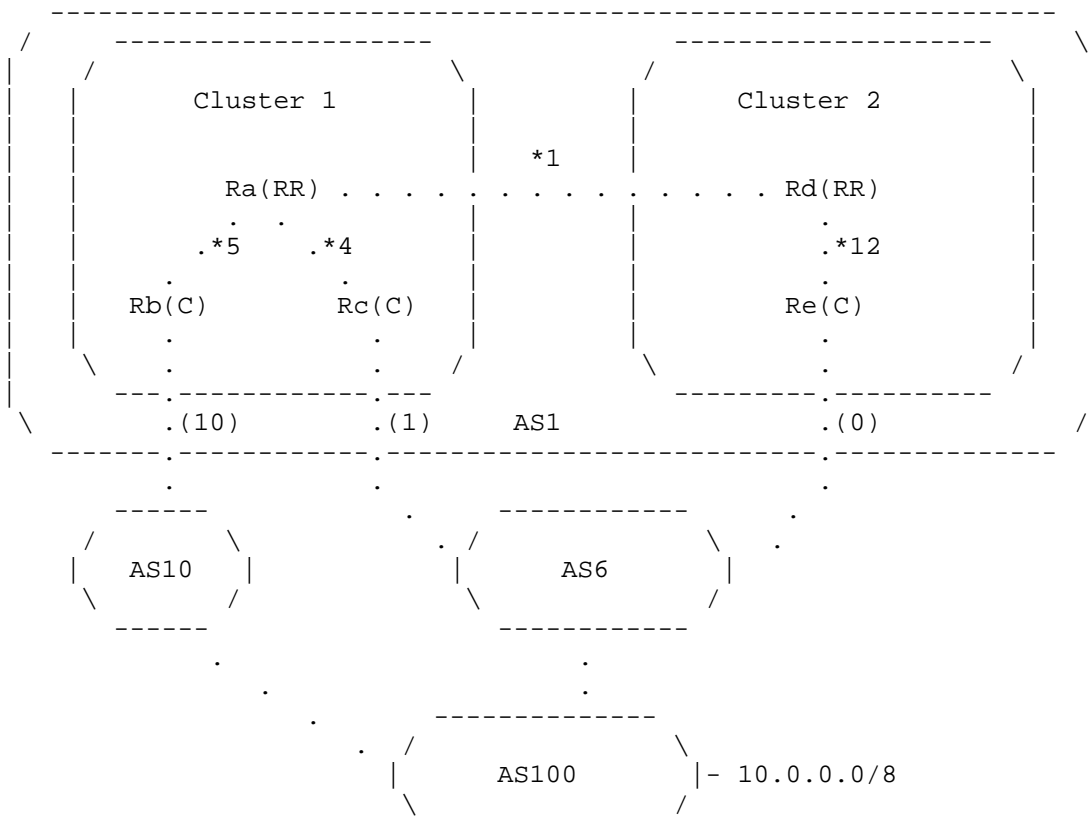 Cluster 1 Cluster 2
*1
Ra(RR) Rd(RR)
*5 *4 *12
Rb(C) Rc(C) Re(C)
(10) (1) AS1 (0)
AS10 AS6
AS100 10.0.0.0/8